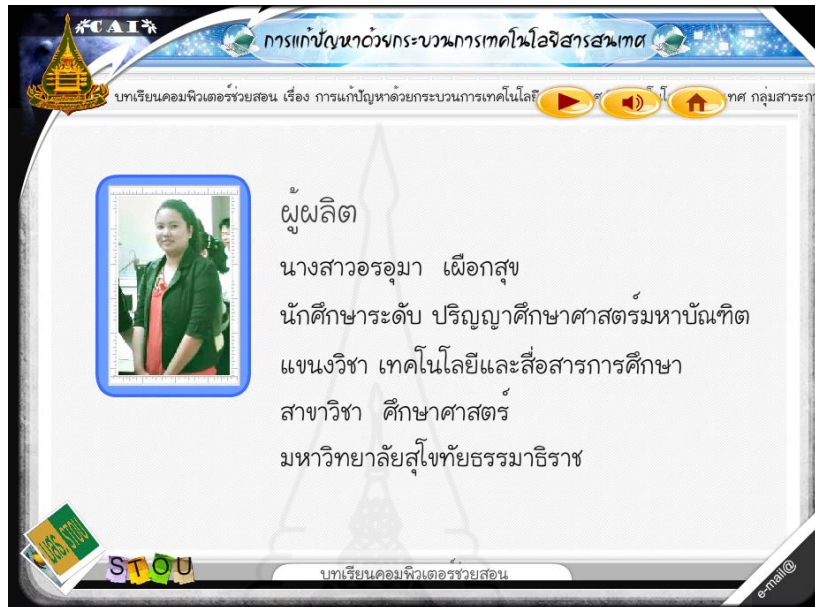 CAI
การแก้ปัญหาด้วยกระบวนการเทคโนโลยีสารสนเทศ
บทเรียนคอมพิวเตอร์ช่วยสอน เรื่อง การแก้ปัญหาด้วยกระบวนการเทคโนโลยี
ผู้ผลิต
นางสาวอรอุมา เผือกสุข
นักศึกษาระดับ ปริญญาศึกษาศาสตร์มหาบัณฑิต
แขนงวิชา เทคโนโลยีและสื่อสารการศึกษา
สาขาวิชา ศึกษาศาสตร์
มหาวิทยาลัยสุโขทัยธรรมาธิราช
STOU
บทเรียนคอมพิวเตอร์ช่วยสอน
e-mail@